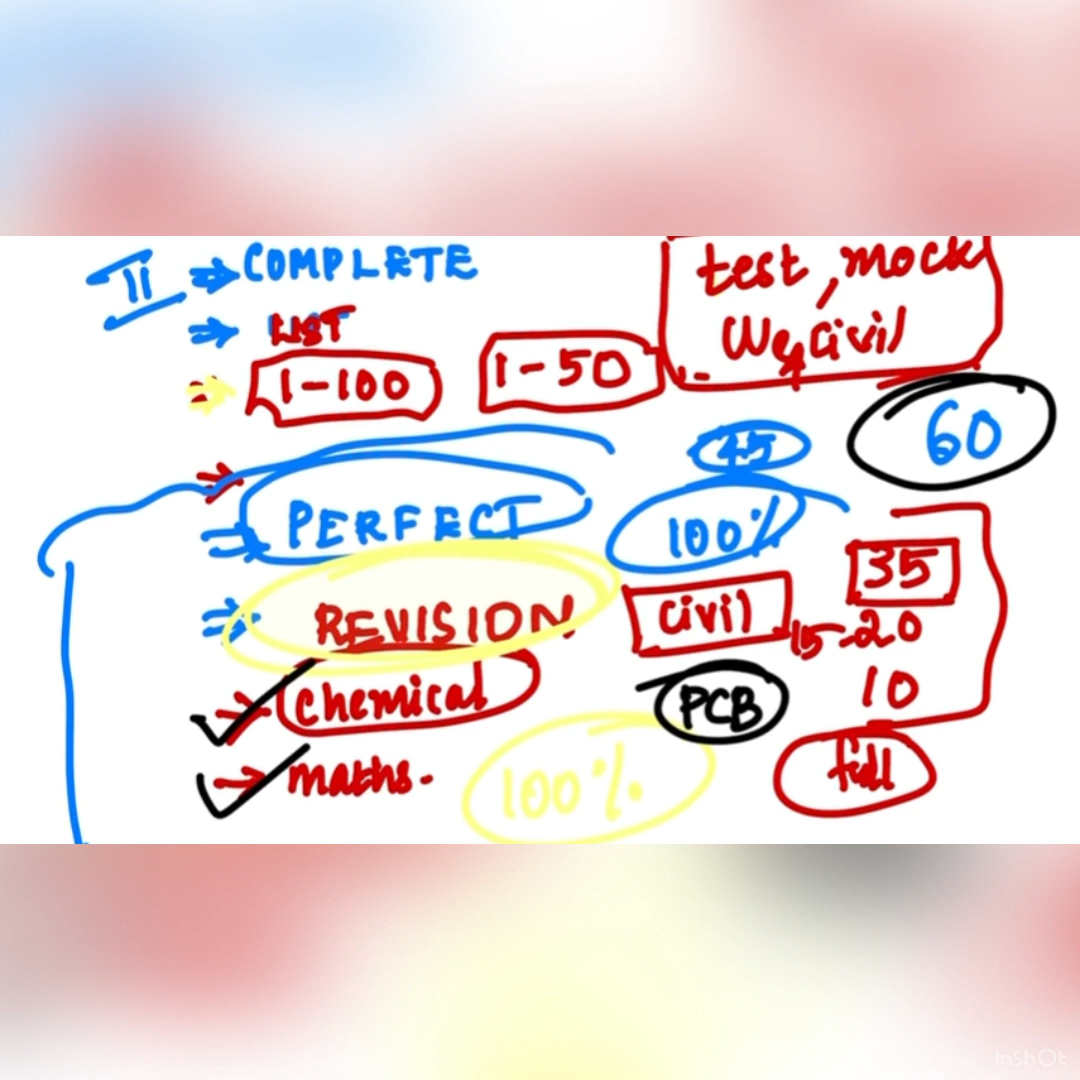 II ⇒ COMPLETE
⇒ LIST
⇒ 1-100 1-50
test, mock
civil
60
45
⇒ PERFECT 100%
35
⇒ REVISION civil 15-20
→ chemical PCB 10
→ maths. 100% full
InShOt